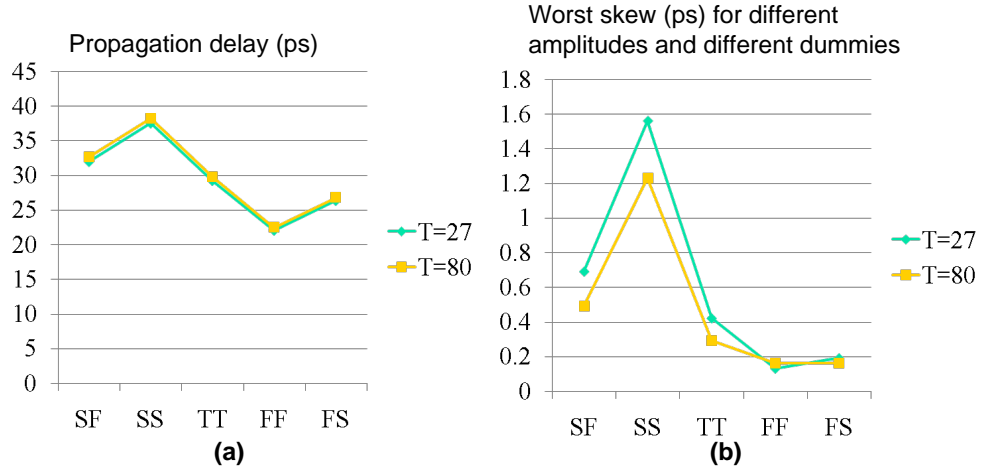 Propagation delay (ps)
45
40
35
30
25
20
15
10
5
0
SF SS TT FF FS
T=27
T=80
(a)
Worst skew (ps) for different
amplitudes and different dummies
1.8
1.6
1.4
1.2
1
0.8
0.6
0.4
0.2
0
SF SS TT FF FS
T=27
T=80
(b)